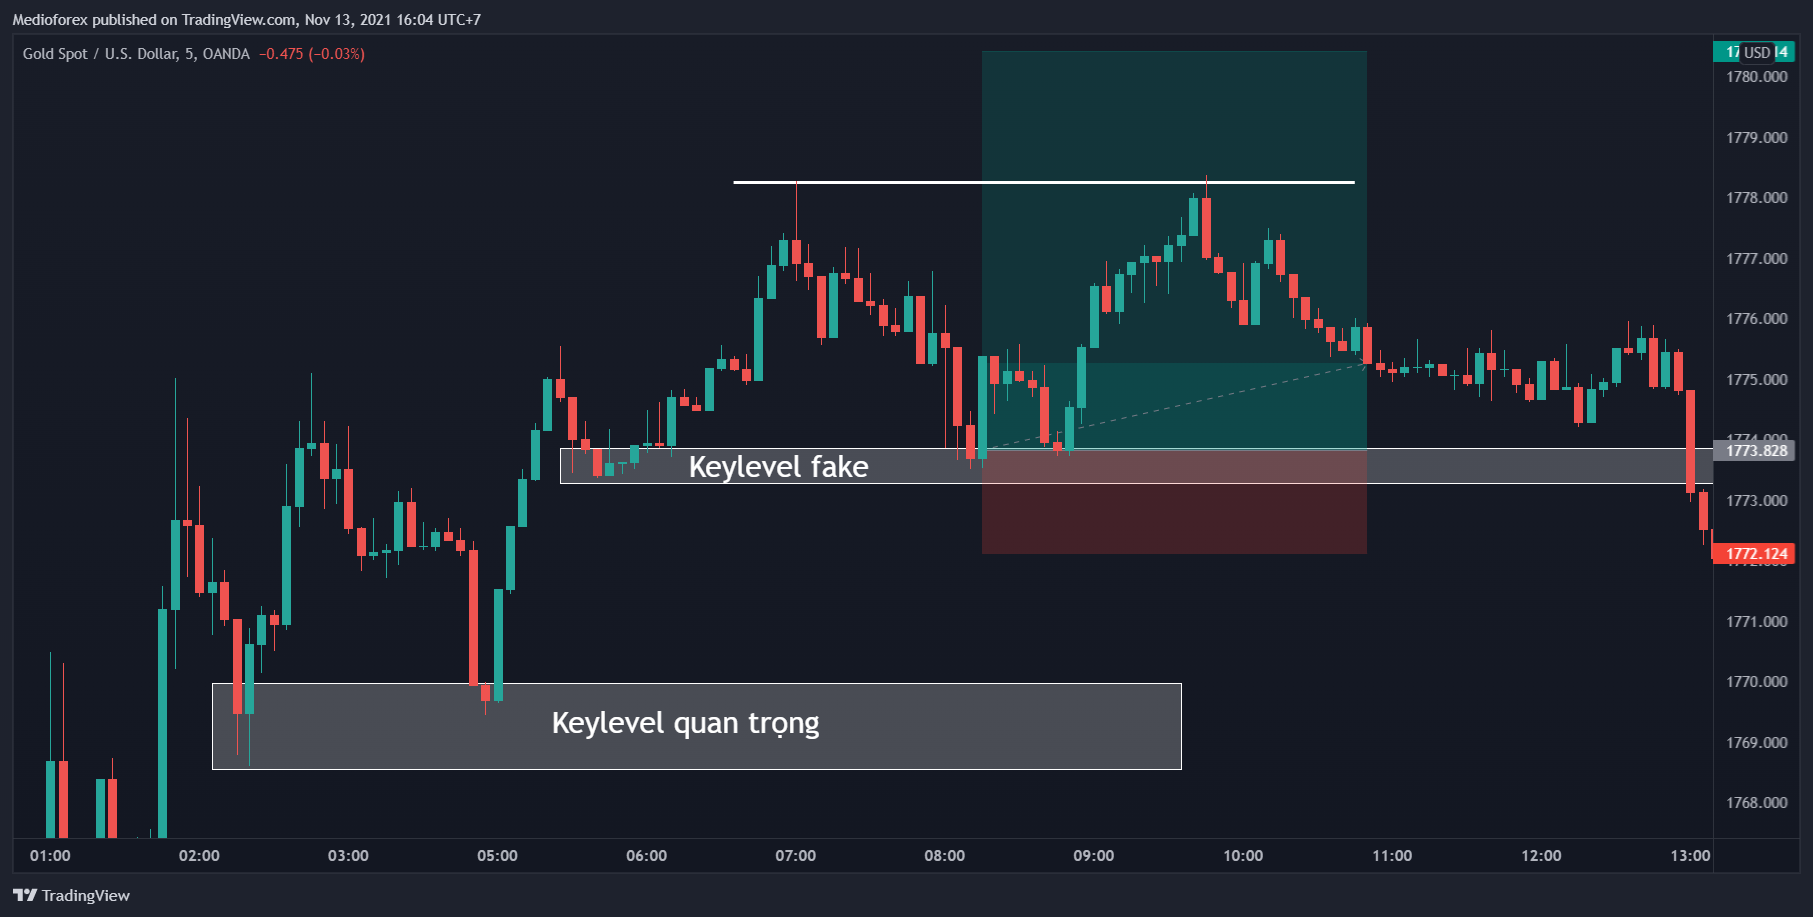 Medioforex published on TradingView.com, Nov 13, 2021 16:04 UTC+7
Gold Spot / U.S. Dollar, 5, OANDA −0.475 (−0.03%)
USD
1780.000
1779.000
1778.000
1777.000
1776.000
1775.000
1774.000
1773.828
1773.000
1772.124
1772.000
1771.000
1770.000
1769.000
1768.000
Keylevel fake
Keylevel quan trọng
01:00 02:00 03:00 05:00 06:00 07:00 08:00 09:00 10:00 11:00 12:00 13:00
TradingView